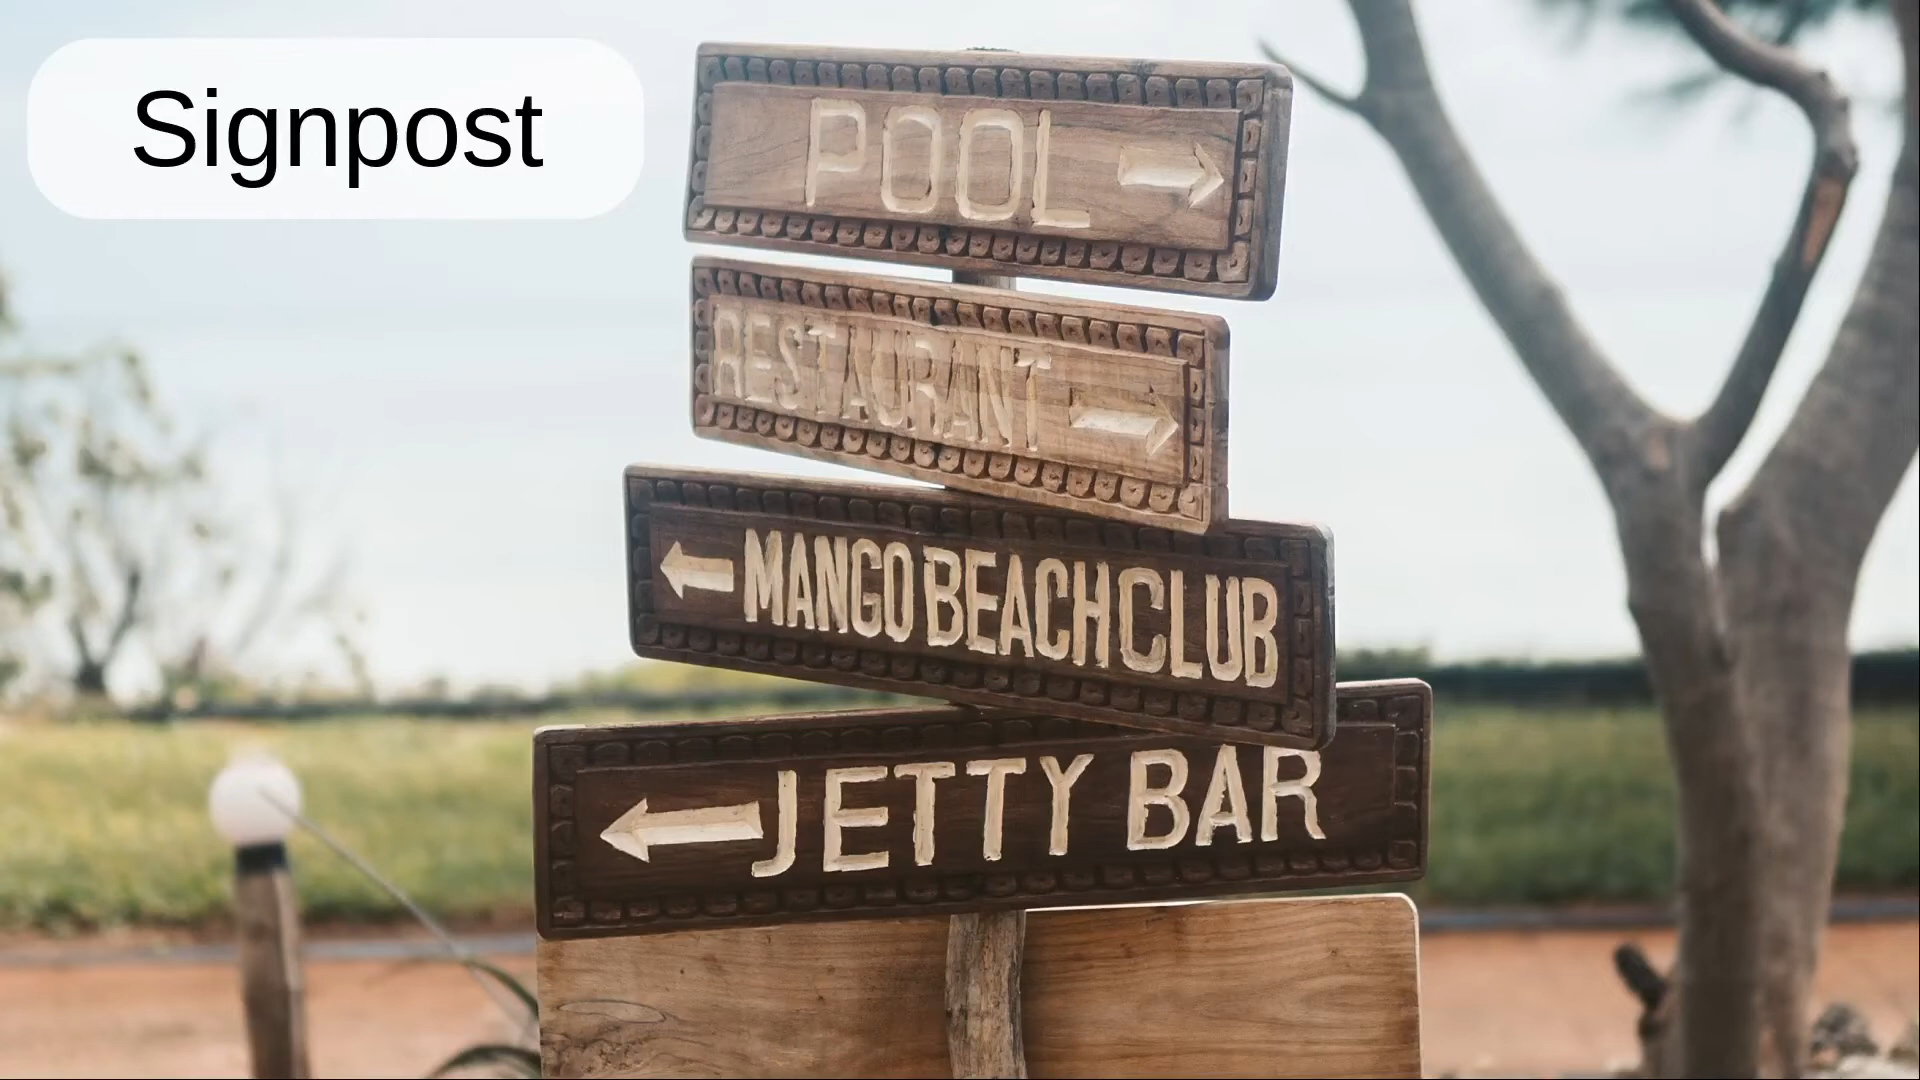 Signpost
POOL
RESTAURANT
MANGO BEACH CLUB
JETTY BAR